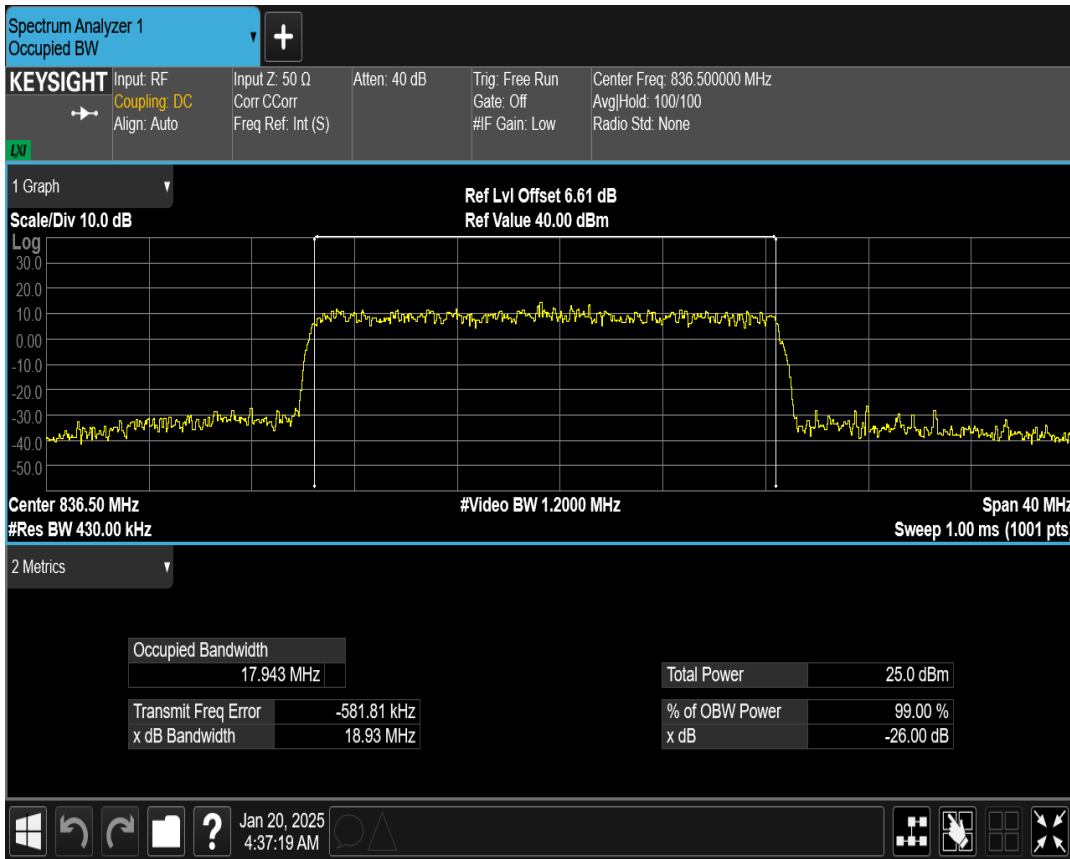 Spectrum Analyzer 1
Occupied BW
+
KEYSIGHT
LXI
Input: RF
Coupling: DC
Align: Auto
Input Z: 50 Ω
Corr CCorr
Freq Ref: Int (S)
Atten: 40 dB
Trig: Free Run
Gate: Off
#IF Gain: Low
Center Freq: 836.500000 MHz
Avg|Hold: 100/100
Radio Std: None
1 Graph
Scale/Div 10.0 dB
Ref Lvl Offset 6.61 dB
Ref Value 40.00 dBm
Log
30.0
20.0
10.0
0.00
-10.0
-20.0
-30.0
-40.0
-50.0
Center 836.50 MHz
#Video BW 1.2000 MHz
Span 40 MHz
#Res BW 430.00 kHz
Sweep 1.00 ms (1001 pts)
2 Metrics
Occupied Bandwidth
17.943 MHz
Transmit Freq Error -581.81 kHz
x dB Bandwidth 18.93 MHz
Total Power 25.0 dBm
% of OBW Power 99.00 %
x dB -26.00 dB
?
Jan 20, 2025
4:37:19 AM